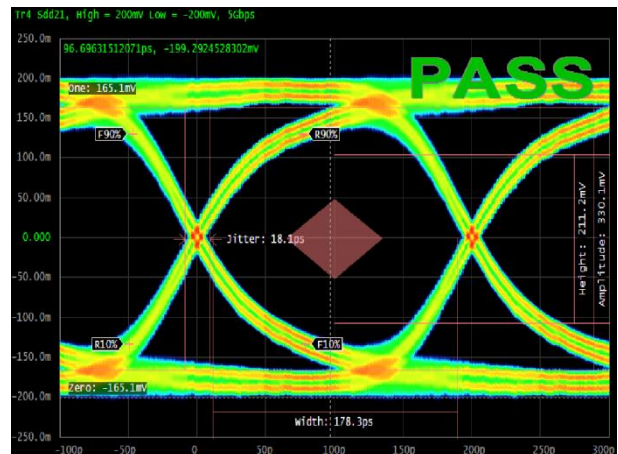 Tr4 Sdd21, High = 200mV Low = -200mV, 5Gbps
250.0m
96.69631512071ps, -199.2924528302mV
PASS
200.0m
One: 165.1mV
150.0m
F90%
R90%
100.0m
50.00m
0.000
Jitter: 18.1ps
Height: 211.2mV
Amplitude: 330.1mV
-50.00m
-100.0m
R10%
F10%
-150.0m
Zero: -165.1mV
-200.0m
Width: 178.3ps
-250.0m
-100p -50p 0 50p 100p 150p 200p 250p 300p